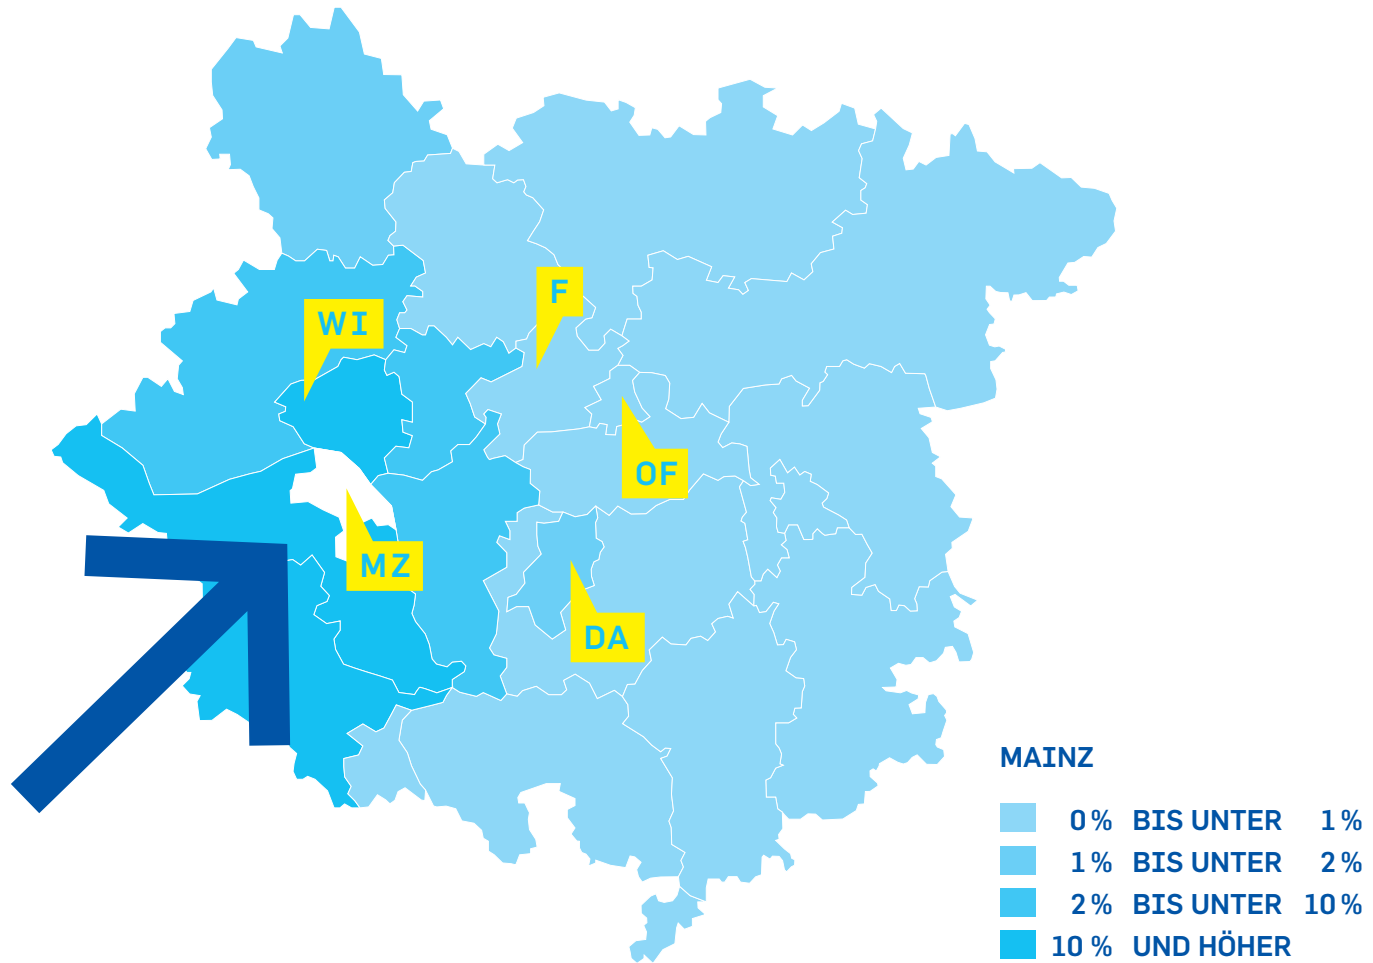 F
WI
OF
MZ
DA
MAINZ
0 % BIS UNTER 1 %
1 % BIS UNTER 2 %
2 % BIS UNTER 10 %
10 % UND HÖHER